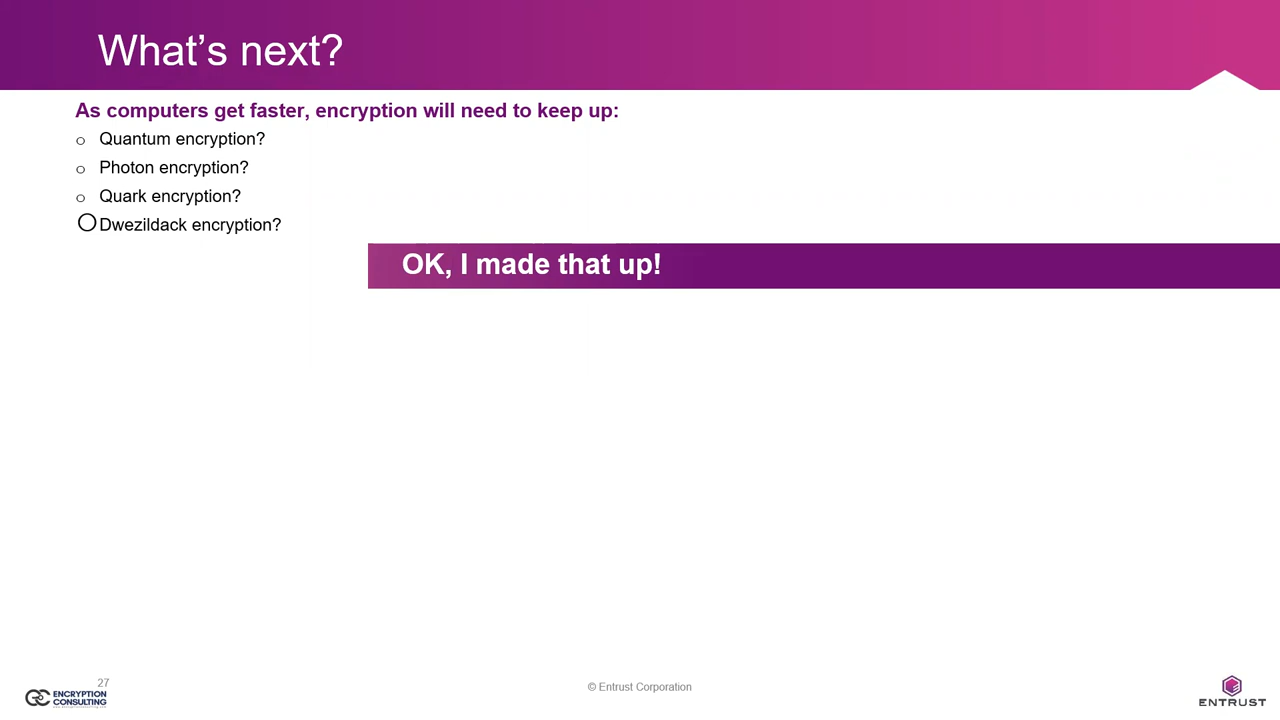 What’s next?
As computers get faster, encryption will need to keep up:
o Quantum encryption?
o Photon encryption?
o Quark encryption?
o Dwezildack encryption?
OK, I made that up!
27
ENCRYPTION
CONSULTING
© Entrust Corporation
ENTRUST